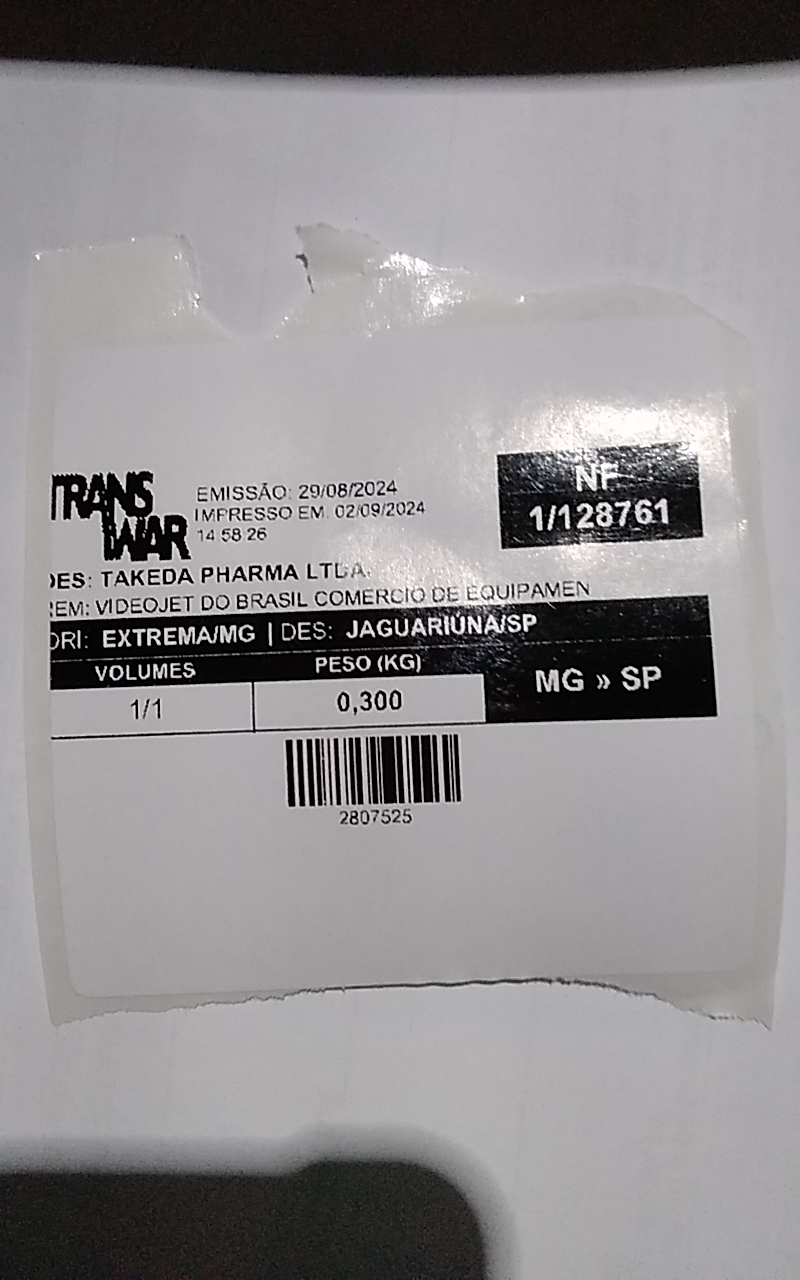 TRANS
WAR
EMISSÃO: 29/08/2024
IMPRESSO EM: 02/09/2024
14:58:26
NF
1/128761
DES: TAKEDA PHARMA LTDA.
REM: VIDEOJET DO BRASIL COMERCIO DE EQUIPAMEN
ORI: EXTREMA/MG | DES: JAGUARIÚNA/SP
VOLUMES PESO (KG) MG » SP
1/1 0,300
2807525